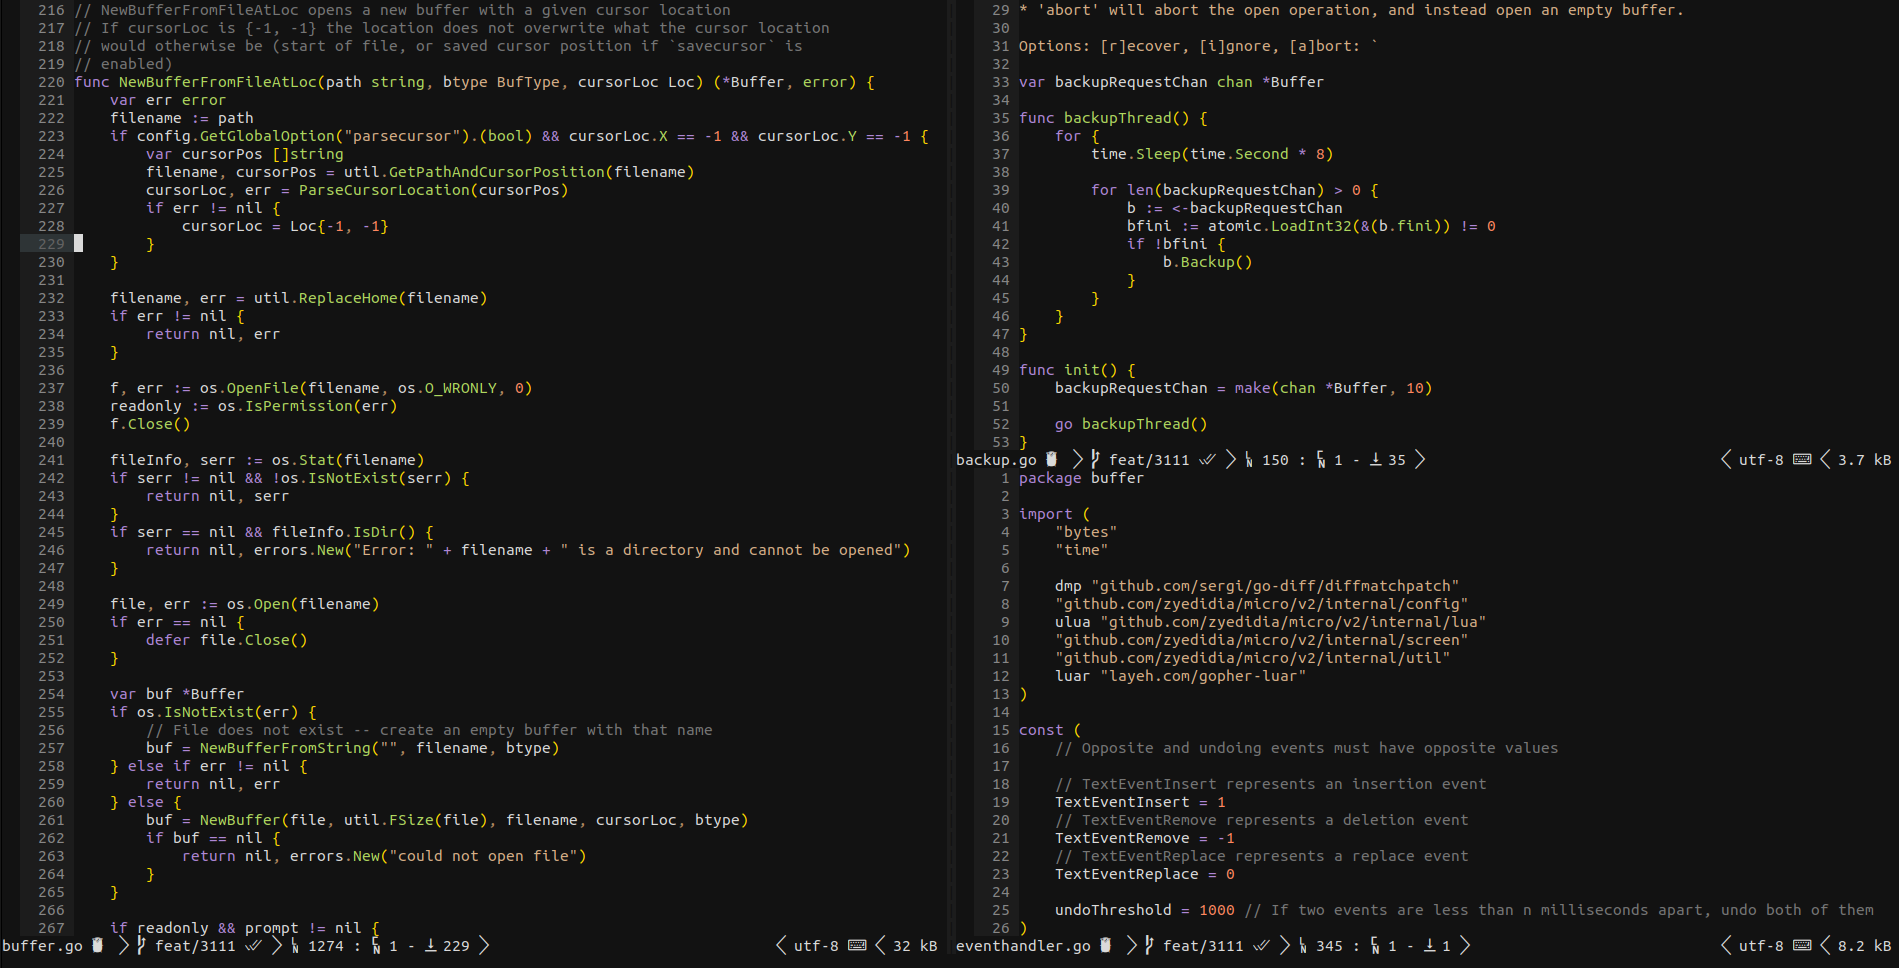 216 // NewBufferFromFileAtLoc opens a new buffer with a given cursor location
217 // If cursorLoc is {-1, -1} the location does not overwrite what the cursor location
218 // would otherwise be (start of file, or saved cursor position if `savecursor` is
219 // enabled)
220 func NewBufferFromFileAtLoc(path string, btype BufType, cursorLoc Loc) (*Buffer, error) {
221     var err error
222     filename := path
223     if config.GetGlobalOption("parsecursor").(bool) && cursorLoc.X == -1 && cursorLoc.Y == -1 {
224         var cursorPos []string
225         filename, cursorPos = util.GetPathAndCursorPosition(filename)
226         cursorLoc, err = ParseCursorLocation(cursorPos)
227         if err != nil {
228             cursorLoc = Loc{-1, -1}
229         }
230     }
231
232     filename, err = util.ReplaceHome(filename)
233     if err != nil {
234         return nil, err
235     }
236
237     f, err := os.OpenFile(filename, os.O_WRONLY, 0)
238     readonly := os.IsPermission(err)
239     f.Close()
240
241     fileInfo, serr := os.Stat(filename)
242     if serr != nil && !os.IsNotExist(serr) {
243         return nil, serr
244     }
245     if serr == nil && fileInfo.IsDir() {
246         return nil, errors.New("Error: " + filename + " is a directory and cannot be opened")
247     }
248
249     file, err := os.Open(filename)
250     if err == nil {
251         defer file.Close()
252     }
253
254     var buf *Buffer
255     if os.IsNotExist(err) {
256         // File does not exist -- create an empty buffer with that name
257         buf = NewBufferFromString("", filename, btype)
258     } else if err != nil {
259         return nil, err
260     } else {
261         buf = NewBuffer(file, util.FSize(file), filename, cursorLoc, btype)
262         if buf == nil {
263             return nil, errors.New("could not open file")
264         }
265     }
266
267     if readonly && prompt != nil {
buffer.go feat/3111 1274 : 1 - 229 utf-8 32 kB
29 * 'abort' will abort the open operation, and instead open an empty buffer.
30
31 Options: [r]ecover, [i]gnore, [a]bort: `
32
33 var backupRequestChan chan *Buffer
34
35 func backupThread() {
36     for {
37         time.Sleep(time.Second * 8)
38
39         for len(backupRequestChan) > 0 {
40             b := <-backupRequestChan
41             bfini := atomic.LoadInt32(&(b.fini)) != 0
42             if !bfini {
43                 b.Backup()
44             }
45         }
46     }
47 }
48
49 func init() {
50     backupRequestChan = make(chan *Buffer, 10)
51
52     go backupThread()
53 }
backup.go feat/3111 150 : 1 - 35 utf-8 3.7 kB
1 package buffer
2
3 import (
4     "bytes"
5     "time"
6
7     dmp "github.com/sergi/go-diff/diffmatchpatch"
8     "github.com/zyedidia/micro/v2/internal/config"
9     ulua "github.com/zyedidia/micro/v2/internal/lua"
10     "github.com/zyedidia/micro/v2/internal/screen"
11     "github.com/zyedidia/micro/v2/internal/util"
12     luar "layeh.com/gopher-luar"
13 )
14
15 const (
16     // Opposite and undoing events must have opposite values
17
18     // TextEventInsert represents an insertion event
19     TextEventInsert = 1
20     // TextEventRemove represents a deletion event
21     TextEventRemove = -1
22     // TextEventReplace represents a replace event
23     TextEventReplace = 0
24
25     undoThreshold = 1000 // If two events are less than n milliseconds apart, undo both of them
26 )
eventhandler.go feat/3111 345 : 1 - 1 utf-8 8.2 kB